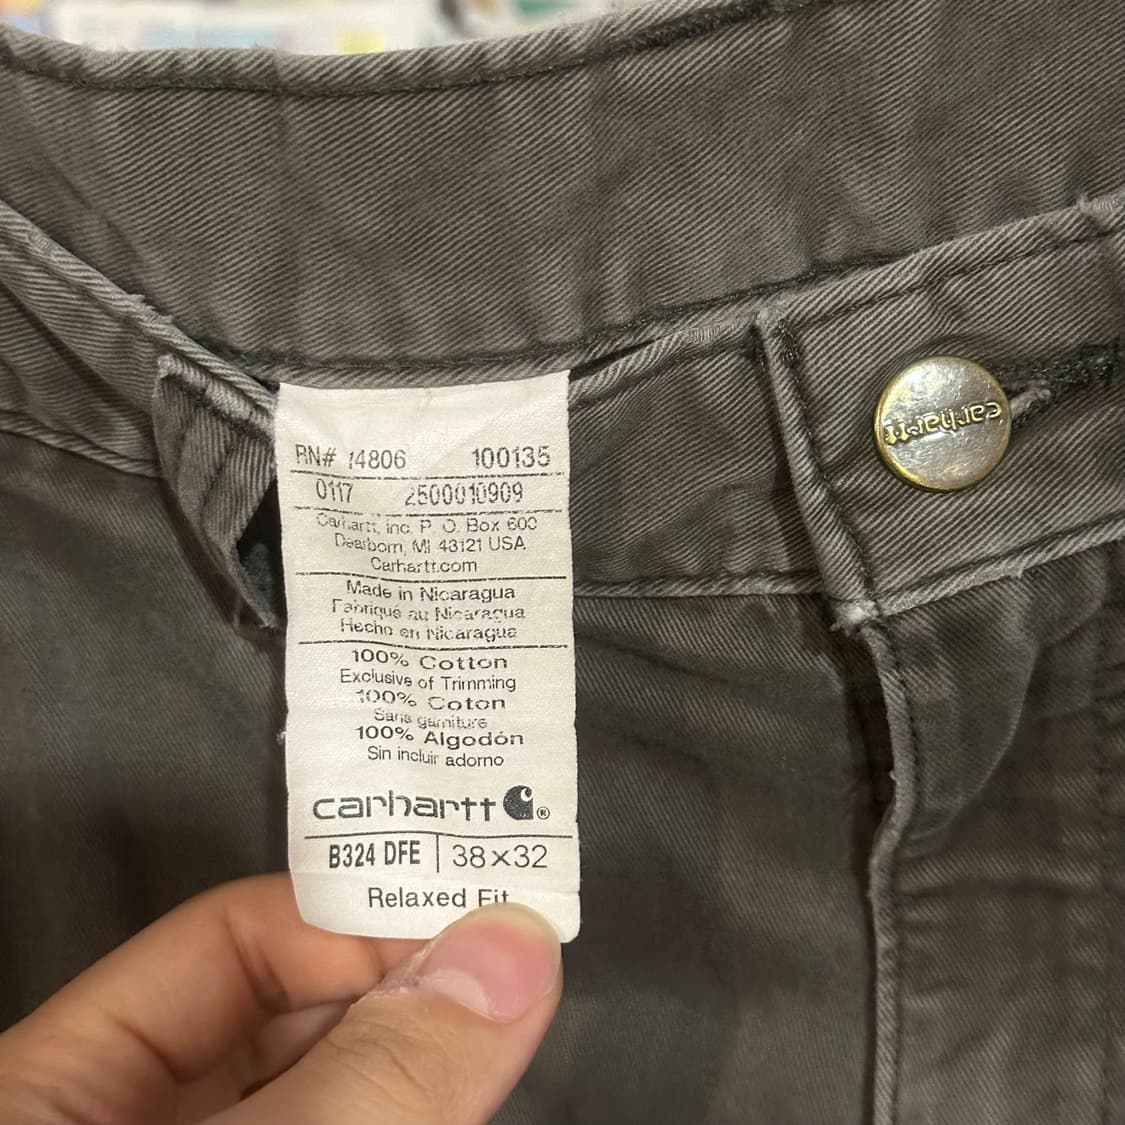 RN# 14806 100135
0117 2500010909
Carhartt, Inc. P. O. Box 600
Dearborn, MI 48121 USA
Carhartt.com
Made in Nicaragua
Fabriqué au Nicaragua
Hecho en Nicaragua
100% Cotton
Exclusive of Trimming
100% Coton
Sans garniture
100% Algodón
Sin incluir adorno
carhartt ®
B324 DFE | 38×32
Relaxed Fit
carhartt